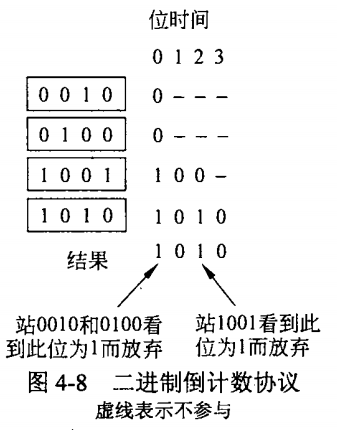 位时间
0 1 2 3
0 0 1 0 0 – – –
0 1 0 0 0 – – –
1 0 0 1 1 0 0 –
1 0 1 0 1 0 1 0
结果 1 0 1 0
站0010和0100看 站1001看到此
到此位为1而放弃 位为1而放弃
图 4-8 二进制倒计数协议
虚线表示不参与